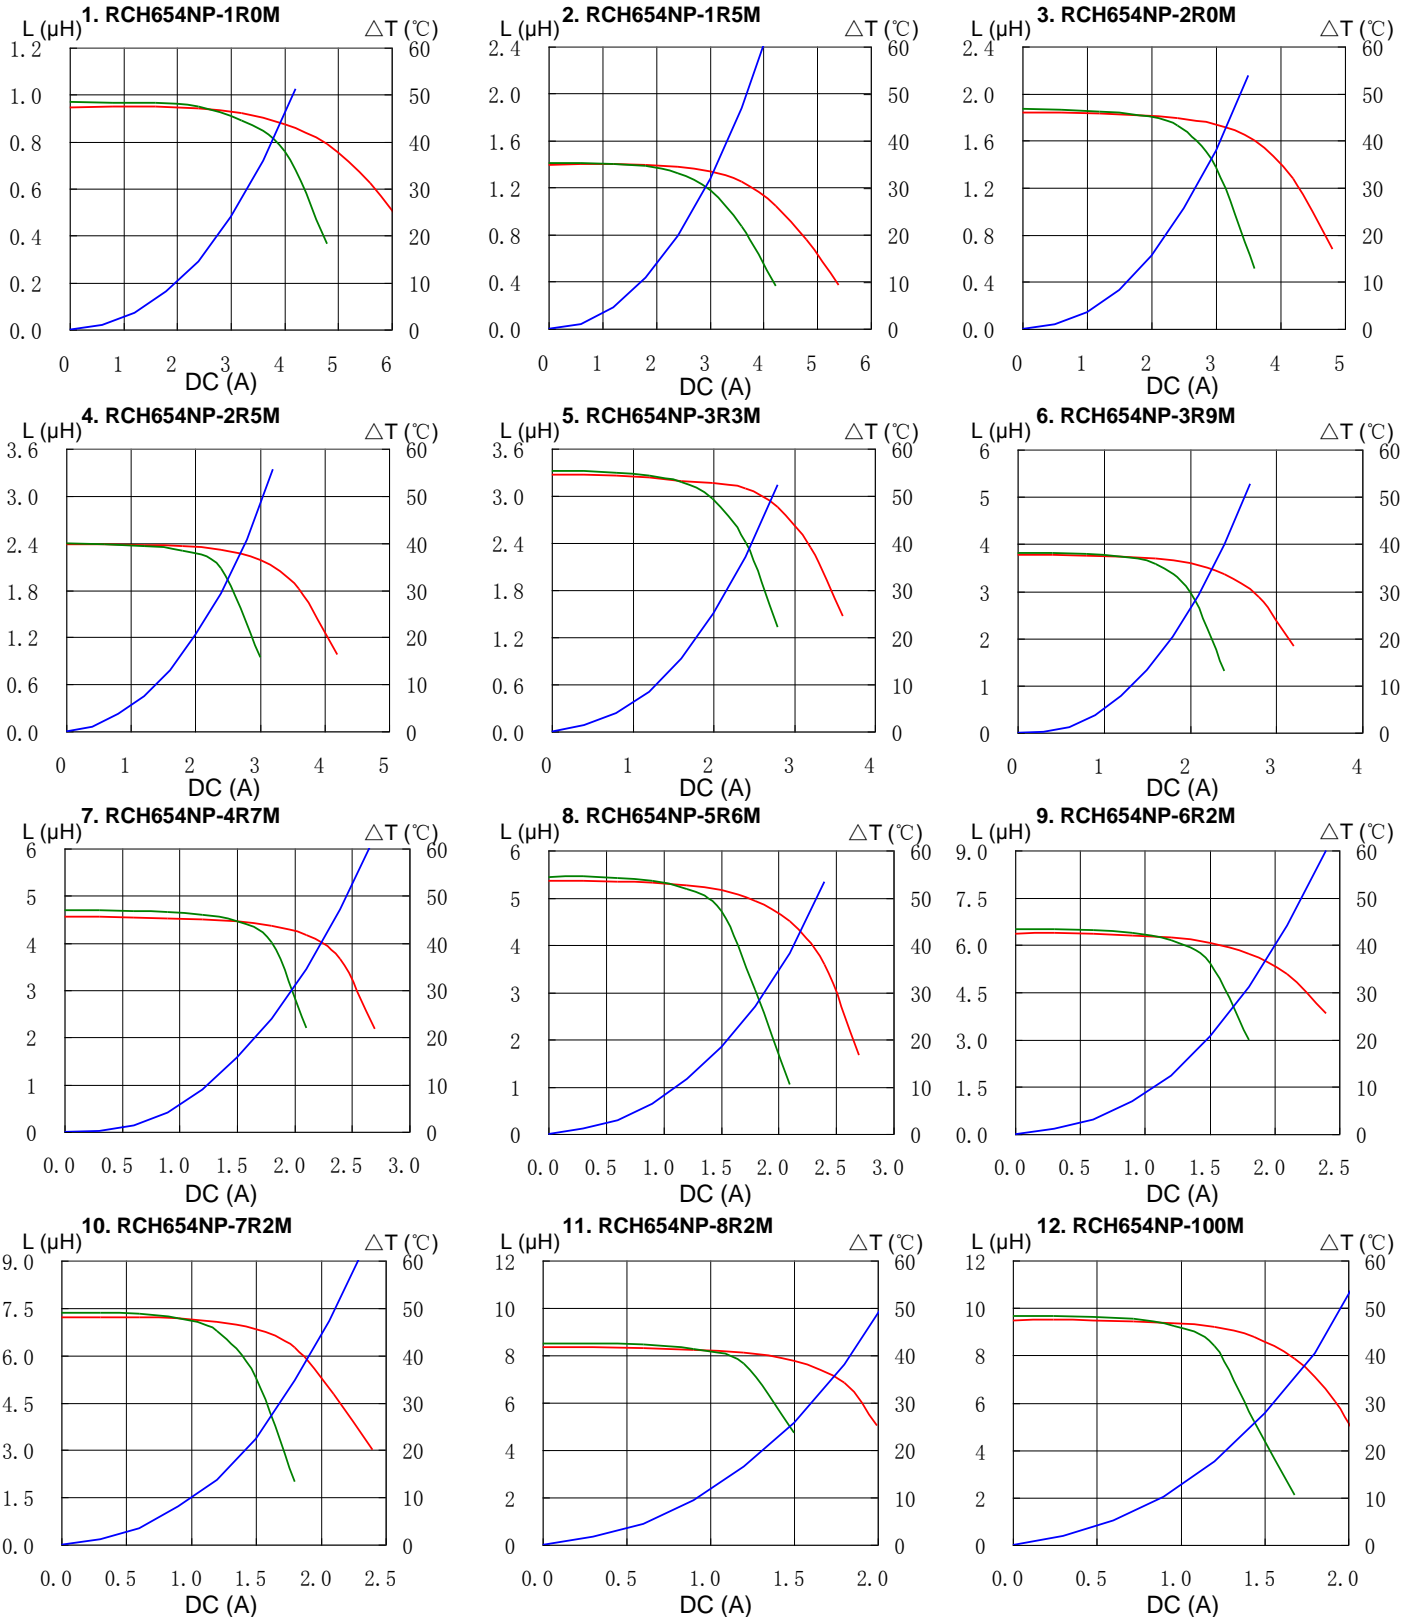 1. RCH654NP-1R0M
L (μH)
△T (℃)
1.2
1.0
0.8
0.6
0.4
0.2
0.0
60
50
40
30
20
10
0
0 1 2 3 4 5 6
DC (A)
2. RCH654NP-1R5M
L (μH)
△T (℃)
2.4
2.0
1.6
1.2
0.8
0.4
0.0
60
50
40
30
20
10
0
0 1 2 3 4 5 6
DC (A)
3. RCH654NP-2R0M
L (μH)
△T (℃)
2.4
2.0
1.6
1.2
0.8
0.4
0.0
60
50
40
30
20
10
0
0 1 2 3 4 5
DC (A)
4. RCH654NP-2R5M
L (μH)
△T (℃)
3.6
3.0
2.4
1.8
1.2
0.6
0.0
60
50
40
30
20
10
0
0 1 2 3 4 5
DC (A)
5. RCH654NP-3R3M
L (μH)
△T (℃)
3.6
3.0
2.4
1.8
1.2
0.6
0.0
60
50
40
30
20
10
0
0 1 2 3 4
DC (A)
6. RCH654NP-3R9M
L (μH)
△T (℃)
6
5
4
3
2
1
0
60
50
40
30
20
10
0
0 1 2 3 4
DC (A)
7. RCH654NP-4R7M
L (μH)
△T (℃)
6
5
4
3
2
1
0
60
50
40
30
20
10
0
0.0 0.5 1.0 1.5 2.0 2.5 3.0
DC (A)
8. RCH654NP-5R6M
L (μH)
△T (℃)
6
5
4
3
2
1
0
60
50
40
30
20
10
0
0.0 0.5 1.0 1.5 2.0 2.5 3.0
DC (A)
9. RCH654NP-6R2M
L (μH)
△T (℃)
9.0
7.5
6.0
4.5
3.0
1.5
0.0
60
50
40
30
20
10
0
0.0 0.5 1.0 1.5 2.0 2.5
DC (A)
10. RCH654NP-7R2M
L (μH)
△T (℃)
9.0
7.5
6.0
4.5
3.0
1.5
0.0
60
50
40
30
20
10
0
0.0 0.5 1.0 1.5 2.0 2.5
DC (A)
11. RCH654NP-8R2M
L (μH)
△T (℃)
12
10
8
6
4
2
0
60
50
40
30
20
10
0
0.0 0.5 1.0 1.5 2.0
DC (A)
12. RCH654NP-100M
L (μH)
△T (℃)
12
10
8
6
4
2
0
60
50
40
30
20
10
0
0.0 0.5 1.0 1.5 2.0
DC (A)